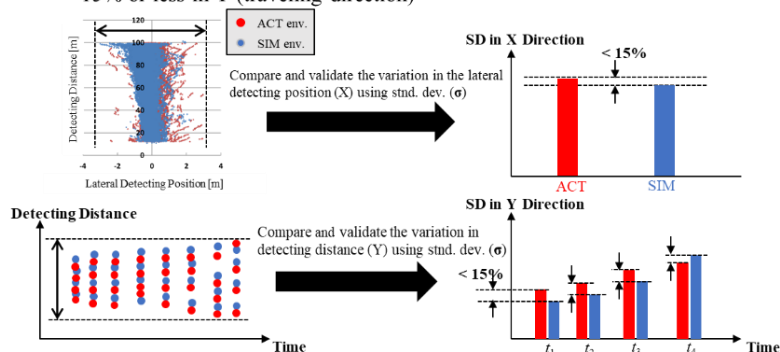 15% or less in Y (traveling direction)
ACT env.
SIM env.
Detecting Distance [m]
120
100
80
60
40
20
0
-4 -2 0 2 4
Lateral Detecting Position [m]
Compare and validate the variation in the lateral
detecting position (X) using stnd. dev. (σ)
SD in X Direction
< 15%
ACT SIM
Detecting Distance
Time
Compare and validate the variation in
detecting distance (Y) using stnd. dev. (σ)
SD in Y Direction
< 15%
t1 t2 t3 t4
Time